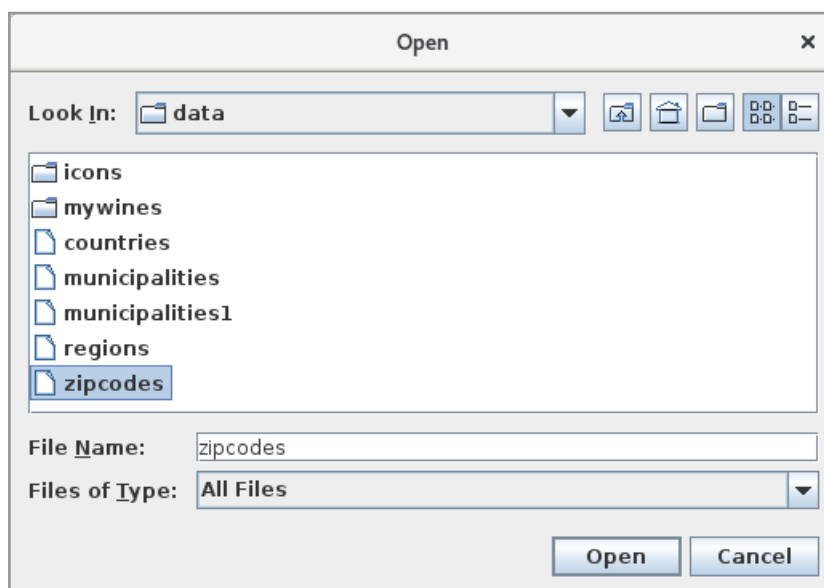 Open
Look In: data
icons
mywines
countries
municipalities
municipalities1
regions
zipcodes
File Name: zipcodes
Files of Type: All Files
Open Cancel